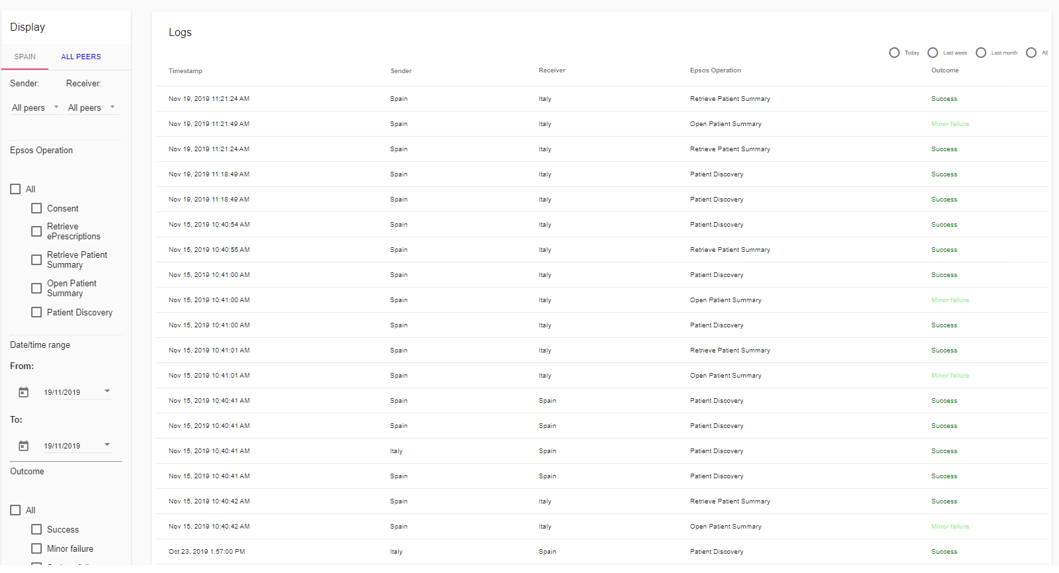 Display
SPAIN ALL PEERS
Sender: Receiver:
All peers All peers
Epsos Operation
All
Consent
Retrieve
ePrescriptions
Retrieve Patient
Summary
Open Patient
Summary
Patient Discovery
Date/time range
From:
19/11/2019
To:
19/11/2019
Outcome
All
Success
Minor failure
Logs
Today Last week Last month All
Timestamp Sender Receiver Epsos Operation Outcome
Nov 19, 2019 11:21:24 AM Spain Italy Retrieve Patient Summary Success
Nov 19, 2019 11:21:49 AM Spain Italy Open Patient Summary Minor failure
Nov 19, 2019 11:21:24 AM Spain Italy Retrieve Patient Summary Success
Nov 19, 2019 11:18:49 AM Spain Italy Patient Discovery Success
Nov 19, 2019 11:18:49 AM Spain Italy Patient Discovery Success
Nov 15, 2019 10:40:54 AM Spain Italy Patient Discovery Success
Nov 15, 2019 10:40:55 AM Spain Italy Retrieve Patient Summary Success
Nov 15, 2019 10:41:00 AM Spain Italy Patient Discovery Success
Nov 15, 2019 10:41:00 AM Spain Italy Open Patient Summary Minor failure
Nov 15, 2019 10:41:00 AM Spain Italy Patient Discovery Success
Nov 15, 2019 10:41:01 AM Spain Italy Retrieve Patient Summary Success
Nov 15, 2019 10:41:01 AM Spain Italy Open Patient Summary Minor failure
Nov 15, 2019 10:40:41 AM Spain Spain Patient Discovery Success
Nov 15, 2019 10:40:41 AM Spain Spain Patient Discovery Success
Nov 15, 2019 10:40:41 AM Italy Spain Patient Discovery Success
Nov 15, 2019 10:40:41 AM Spain Spain Patient Discovery Success
Nov 15, 2019 10:40:42 AM Spain Italy Retrieve Patient Summary Success
Nov 15, 2019 10:40:42 AM Spain Italy Open Patient Summary Minor failure
Oct 23, 2019 1:57:00 PM Italy Spain Patient Discovery Success